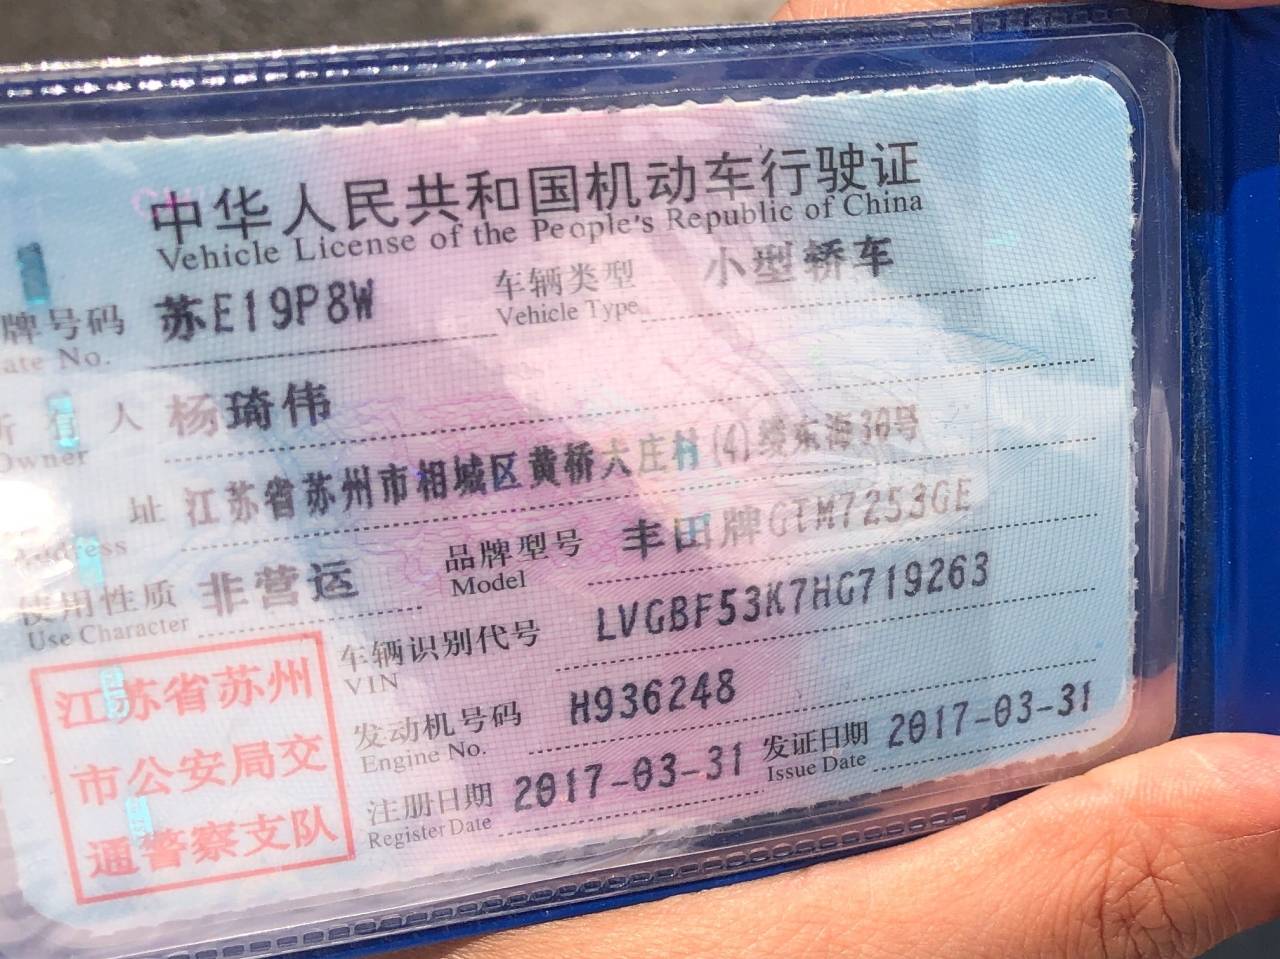 中华人民共和国机动车行驶证
Vehicle License of the People's Republic of China
牌号码 苏E19P8W 车辆类型 小型轿车
ate No. Vehicle Type
所有人 杨琦伟
Owner
址 江苏省苏州市相城区黄桥大庄村(4)绞东海30号
Address
使用性质 非营运 品牌型号 丰田牌GTM7253GE
Use Character Model
车辆识别代号 LVGBF53K7HG719263
VIN
发动机号码 H936248
Engine No.
注册日期 2017-03-31 发证日期 2017-03-31
Register Date Issue Date
江苏省苏州
市公安局交
通警察支队